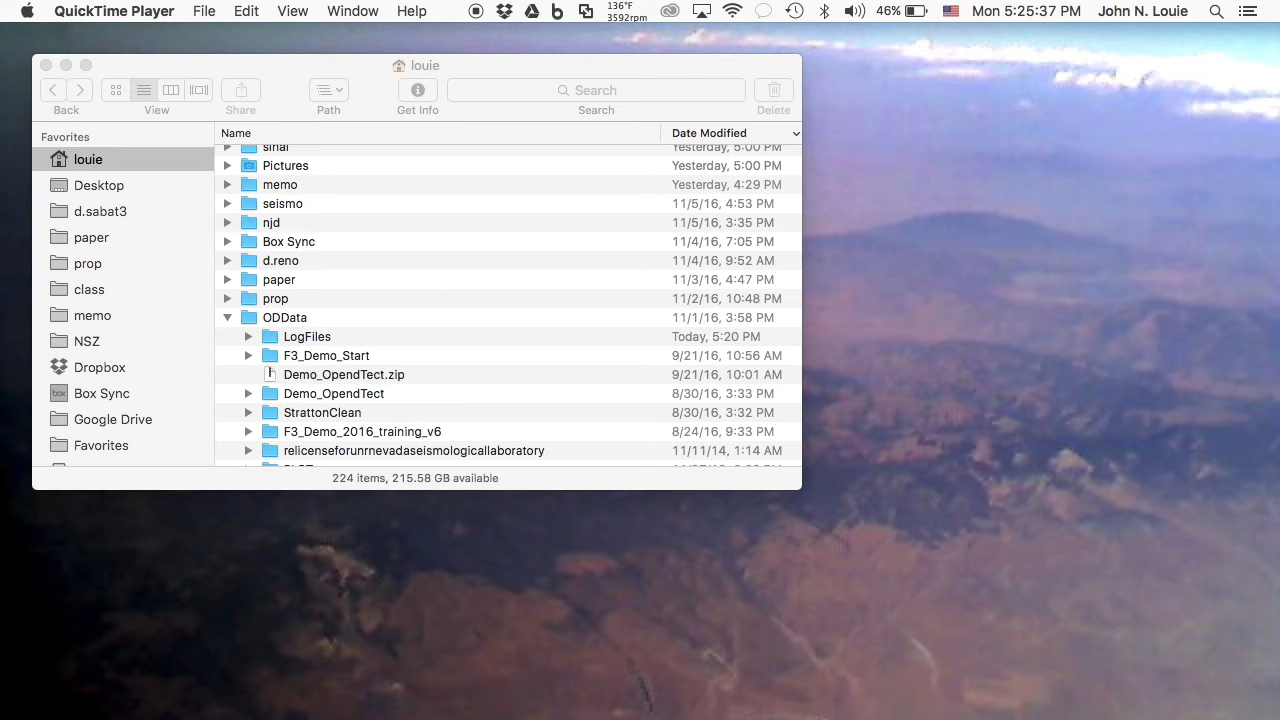 QuickTime Player File Edit View Window Help 136°F 3592rpm 46% Mon 5:25:37 PM John N. Louie
louie
Back View Share Path Get Info Search Search Delete
Favorites
louie
Desktop
d.sabat3
paper
prop
class
memo
NSZ
Dropbox
box Box Sync
Google Drive
Favorites
Name Date Modified
sinai Yesterday, 5:00 PM
Pictures Yesterday, 5:00 PM
memo Yesterday, 4:29 PM
seismo 11/5/16, 4:53 PM
njd 11/5/16, 3:35 PM
Box Sync 11/4/16, 7:05 PM
d.reno 11/4/16, 9:52 AM
paper 11/3/16, 4:47 PM
prop 11/2/16, 10:48 PM
ODData 11/1/16, 3:58 PM
LogFiles Today, 5:20 PM
F3_Demo_Start 9/21/16, 10:56 AM
Demo_OpendTect.zip 9/21/16, 10:01 AM
Demo_OpendTect 8/30/16, 3:33 PM
StrattonClean 8/30/16, 3:32 PM
F3_Demo_2016_training_v6 8/24/16, 9:33 PM
relicenseforunrnevadaseismologicallaboratory 11/11/14, 1:14 AM
224 items, 215.58 GB available